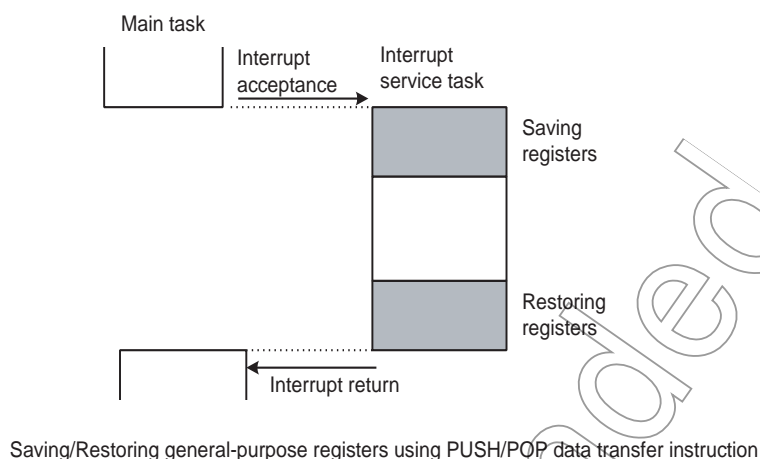 Main task
Interrupt
acceptance
Interrupt
service task
Saving
registers
Restoring
registers
Interrupt return
Saving/Restoring general-purpose registers using PUSH/POP data transfer instruction
nded